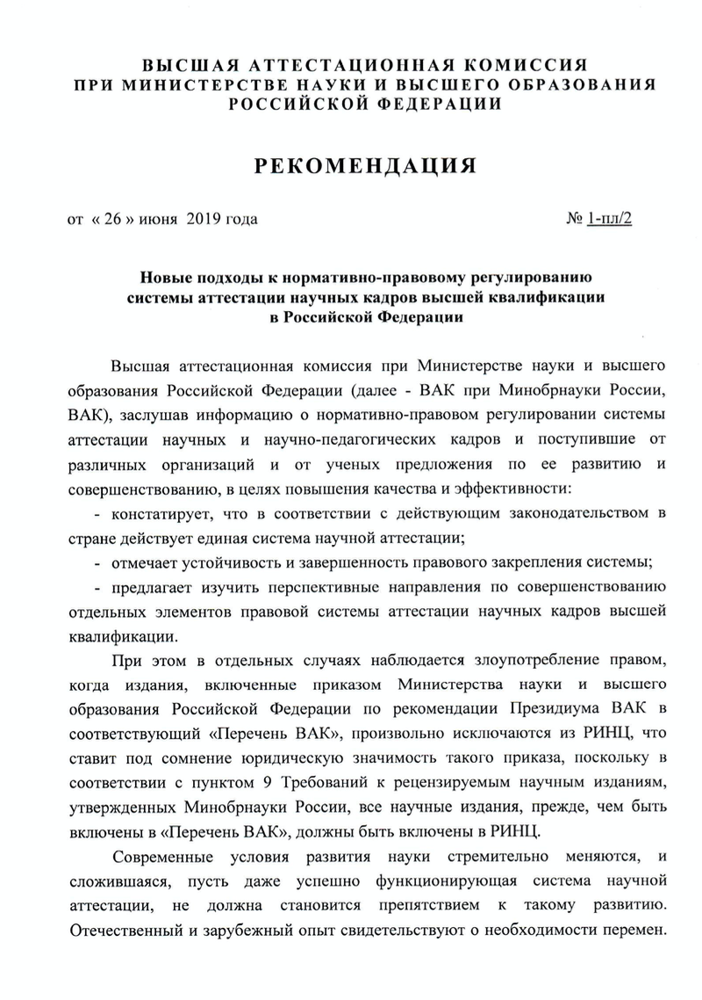 ВЫСШАЯ АТТЕСТАЦИОННАЯ КОМИССИЯ
ПРИ МИНИСТЕРСТВЕ НАУКИ И ВЫСШЕГО ОБРАЗОВАНИЯ
РОССИЙСКОЙ ФЕДЕРАЦИИ
РЕКОМЕНДАЦИЯ
от « 26 » июня 2019 года № 1-пл/2
Новые подходы к нормативно-правовому регулированию
системы аттестации научных кадров высшей квалификации
в Российской Федерации
Высшая аттестационная комиссия при Министерстве науки и высшего
образования Российской Федерации (далее - ВАК при Минобрнауки России,
ВАК), заслушав информацию о нормативно-правовом регулировании системы
аттестации научных и научно-педагогических кадров и поступившие от
различных организаций и от ученых предложения по ее развитию и
совершенствованию, в целях повышения качества и эффективности:
- констатирует, что в соответствии с действующим законодательством в
стране действует единая система научной аттестации;
- отмечает устойчивость и завершенность правового закрепления системы;
- предлагает изучить перспективные направления по совершенствованию
отдельных элементов правовой системы аттестации научных кадров высшей
квалификации.
При этом в отдельных случаях наблюдается злоупотребление правом,
когда издания, включенные приказом Министерства науки и высшего
образования Российской Федерации по рекомендации Президиума ВАК в
соответствующий «Перечень ВАК», произвольно исключаются из РИНЦ, что
ставит под сомнение юридическую значимость такого приказа, поскольку в
соответствии с пунктом 9 Требований к рецензируемым научным изданиям,
утвержденных Минобрнауки России, все научные издания, прежде, чем быть
включены в «Перечень ВАК», должны быть включены в РИНЦ.
Современные условия развития науки стремительно меняются, и
сложившаяся, пусть даже успешно функционирующая система научной
аттестации, не должна становится препятствием к такому развитию.
Отечественный и зарубежный опыт свидетельствуют о необходимости перемен.